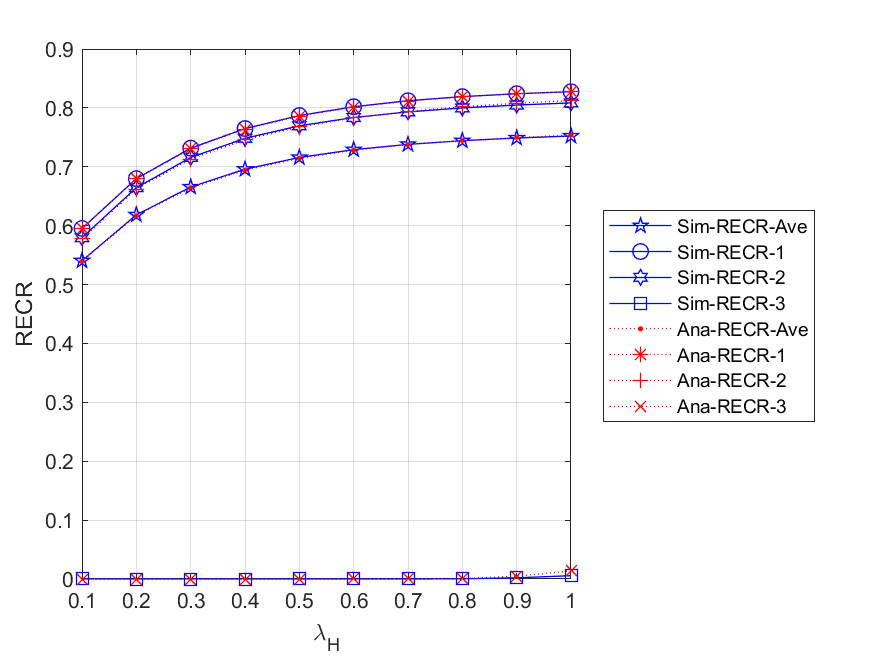 0.9
0.8
0.7
0.6
0.5
0.4
0.3
0.2
0.1
0
RECR
0.1 0.2 0.3 0.4 0.5 0.6 0.7 0.8 0.9 1
λH
Sim-RECR-Ave
Sim-RECR-1
Sim-RECR-2
Sim-RECR-3
Ana-RECR-Ave
Ana-RECR-1
Ana-RECR-2
Ana-RECR-3